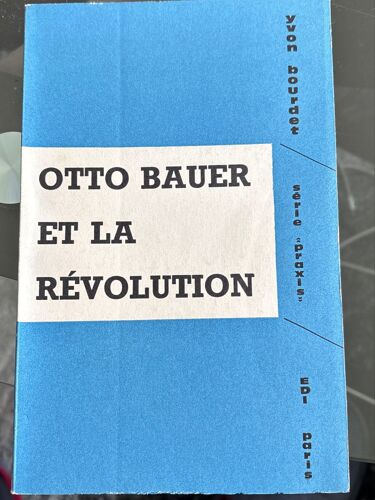 OTTO BAUER
ET LA
RÉVOLUTION
yvon bourdet
série "praxis"
EDI paris